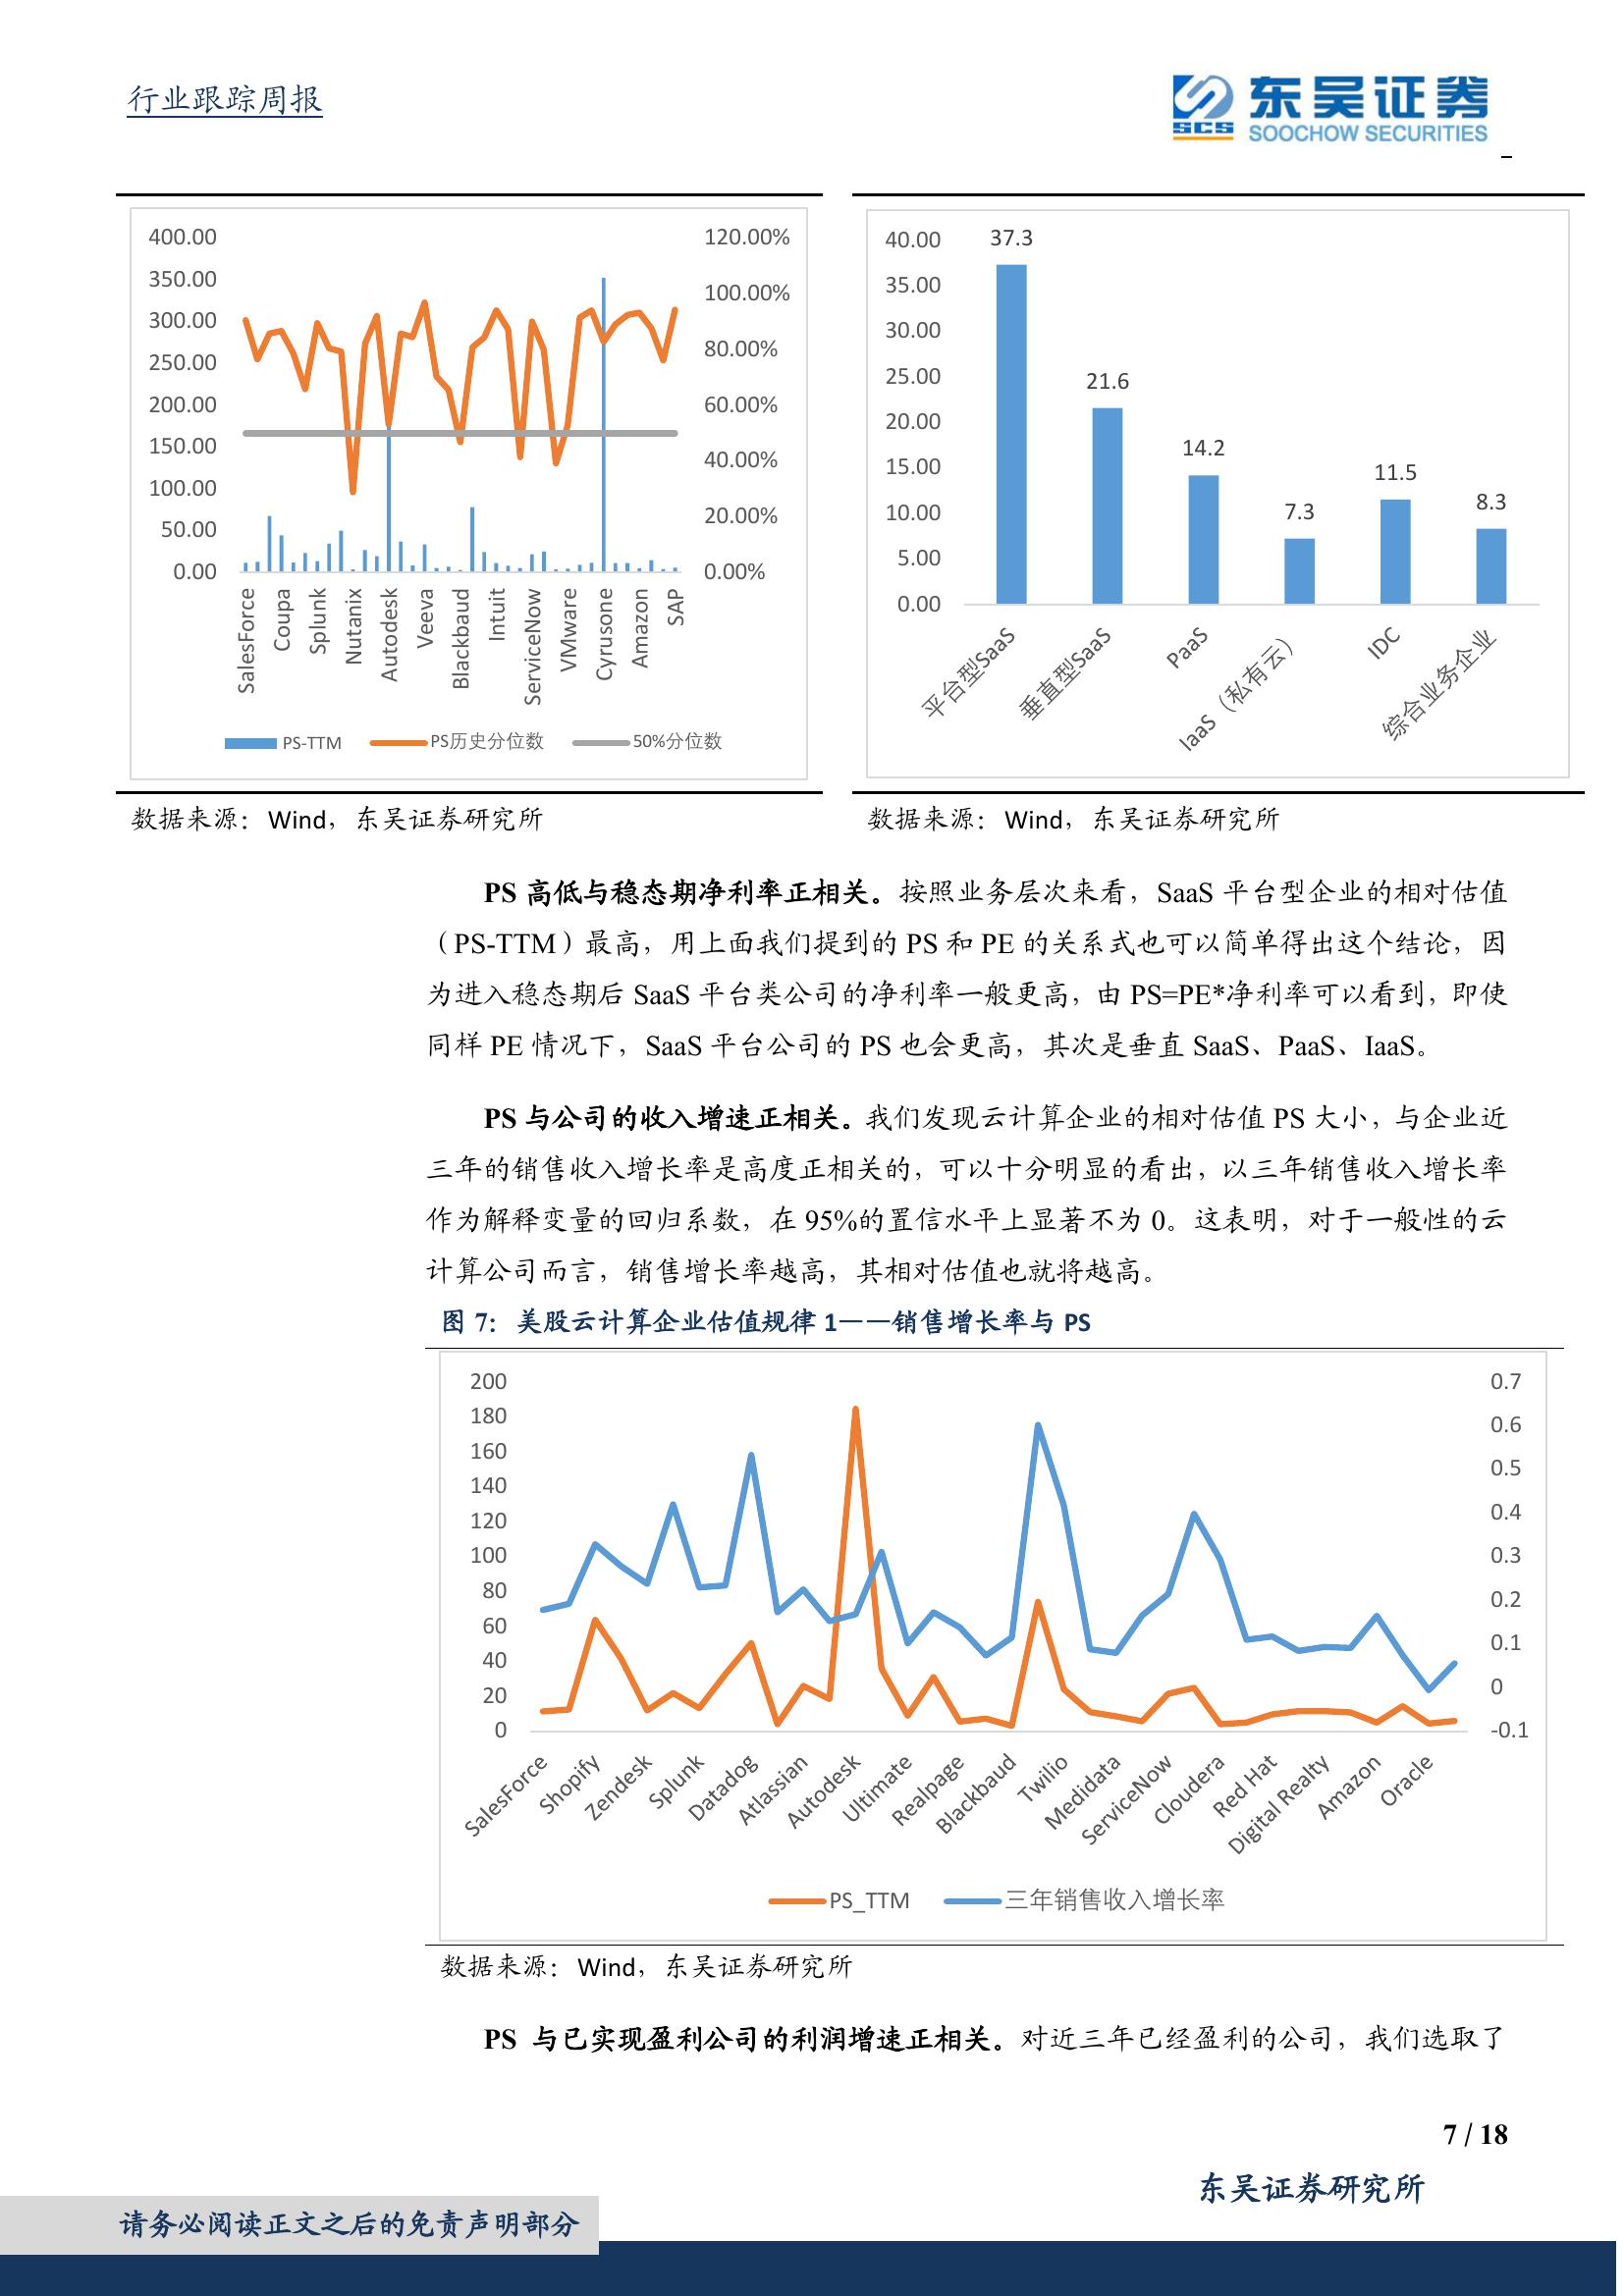 行业跟踪周报
东吴证券
SCS
SOOCHOW SECURITIES
400.00
350.00
300.00
250.00
200.00
150.00
100.00
50.00
0.00
120.00%
100.00%
80.00%
60.00%
40.00%
20.00%
0.00%
SalesForce
Coupa
Splunk
Nutanix
Autodesk
Veeva
Blackbaud
Intuit
ServiceNow
VMware
Cyrusone
Amazon
SAP
PS-TTM
PS历史分位数
50%分位数
40.00
35.00
30.00
25.00
20.00
15.00
10.00
5.00
0.00
37.3
21.6
14.2
7.3
11.5
8.3
平台型SaaS
垂直型SaaS
PaaS
IaaS（私有云）
IDC
综合业务企业
数据来源：Wind，东吴证券研究所
数据来源：Wind，东吴证券研究所
PS 高低与稳态期净利率正相关。按照业务层次来看，SaaS 平台型企业的相对估值
（PS-TTM）最高，用上面我们提到的 PS 和 PE 的关系式也可以简单得出这个结论，因
为进入稳态期后 SaaS 平台类公司的净利率一般更高，由 PS=PE*净利率可以看到，即使
同样 PE 情况下，SaaS 平台公司的 PS 也会更高，其次是垂直 SaaS、PaaS、IaaS。
PS 与公司的收入增速正相关。我们发现云计算企业的相对估值 PS 大小，与企业近
三年的销售收入增长率是高度正相关的，可以十分明显的看出，以三年销售收入增长率
作为解释变量的回归系数，在 95%的置信水平上显著不为 0。这表明，对于一般性的云
计算公司而言，销售增长率越高，其相对估值也就将越高。
图 7：美股云计算企业估值规律 1——销售增长率与 PS
200
180
160
140
120
100
80
60
40
20
0
0.7
0.6
0.5
0.4
0.3
0.2
0.1
0
-0.1
SalesForce
Shopify
Zendesk
Splunk
Datadog
Atlassian
Autodesk
Ultimate
Realpage
Blackbaud
Twilio
Medidata
ServiceNow
Cloudera
Red Hat
Digital Realty
Amazon
Oracle
PS_TTM
三年销售收入增长率
数据来源：Wind，东吴证券研究所
PS 与已实现盈利公司的利润增速正相关。对近三年已经盈利的公司，我们选取了
7 / 18
东吴证券研究所
请务必阅读正文之后的免责声明部分